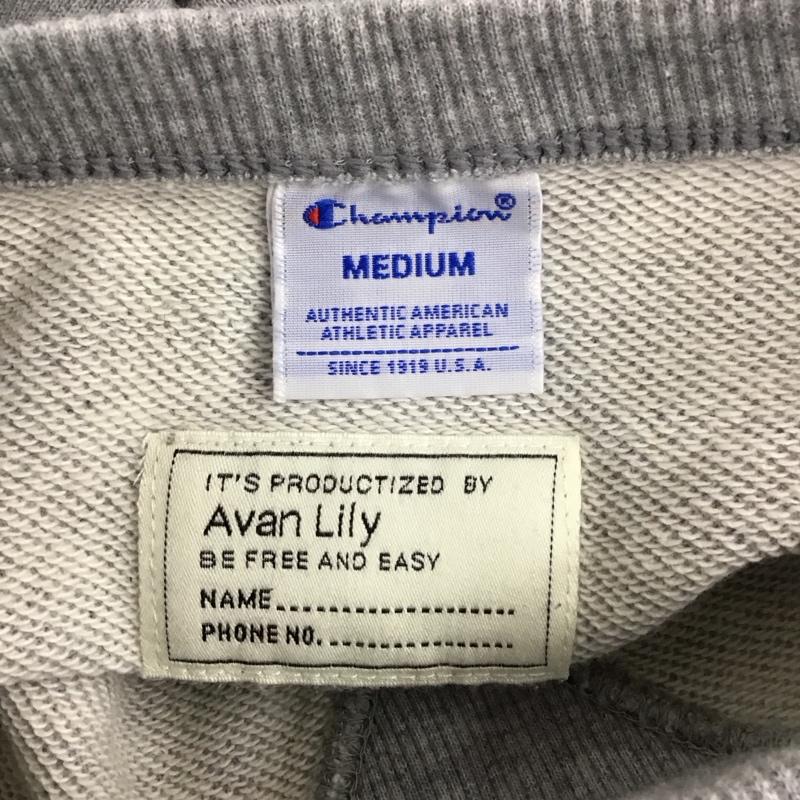 Champion®
MEDIUM
AUTHENTIC AMERICAN
ATHLETIC APPAREL
SINCE 1919 U.S.A.
IT'S PRODUCTIZED BY
Avan Lily
BE FREE AND EASY
NAME....................
PHONE NO. ................